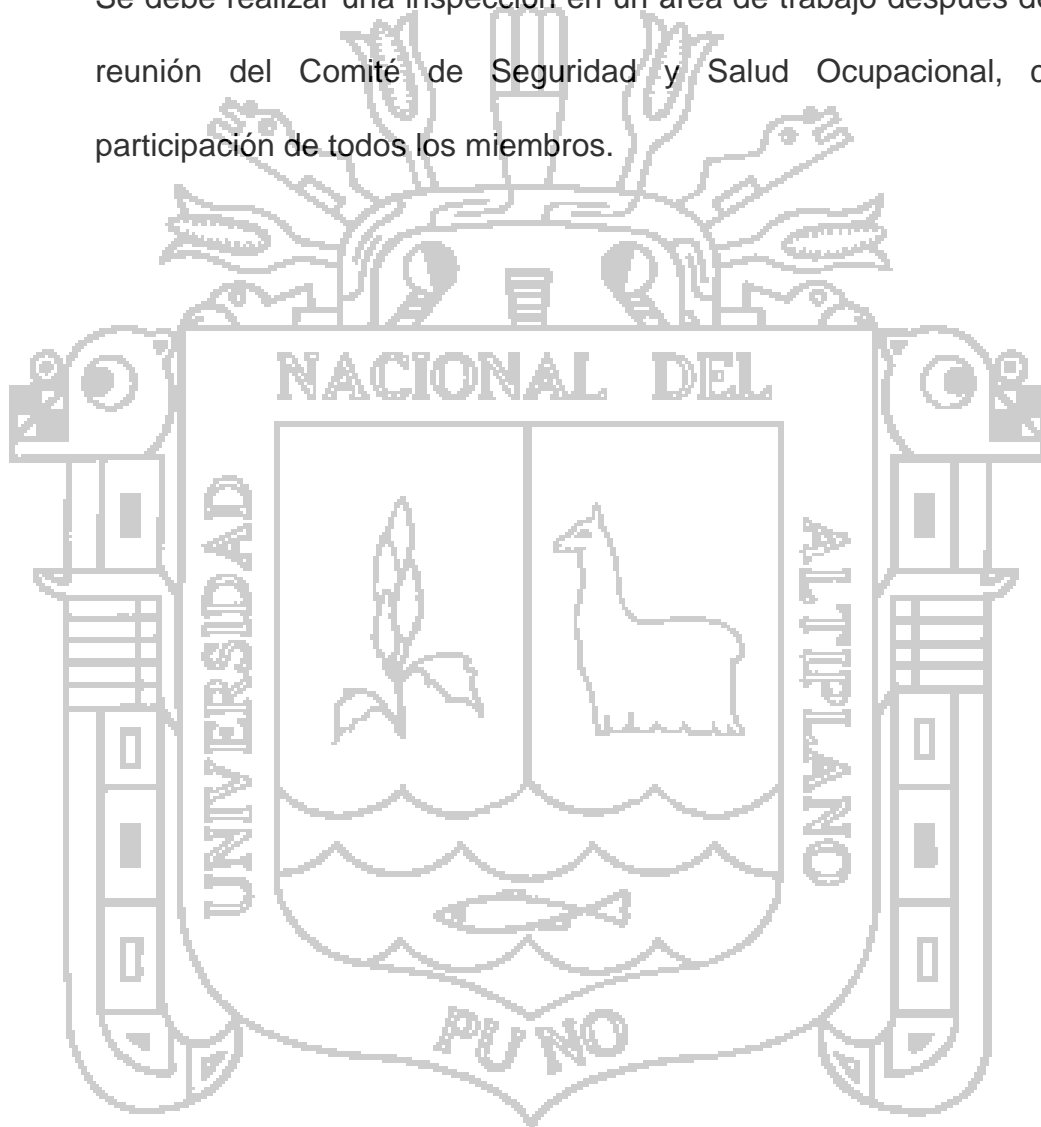 Se debe realizar una inspección en un área de trabajo después de
reunión del Comité de Seguridad y Salud Ocupacional,
participación de todos los miembros.
NACIONAL DEL
UNIVERSIDAD
ALTIPLANO
PUNO